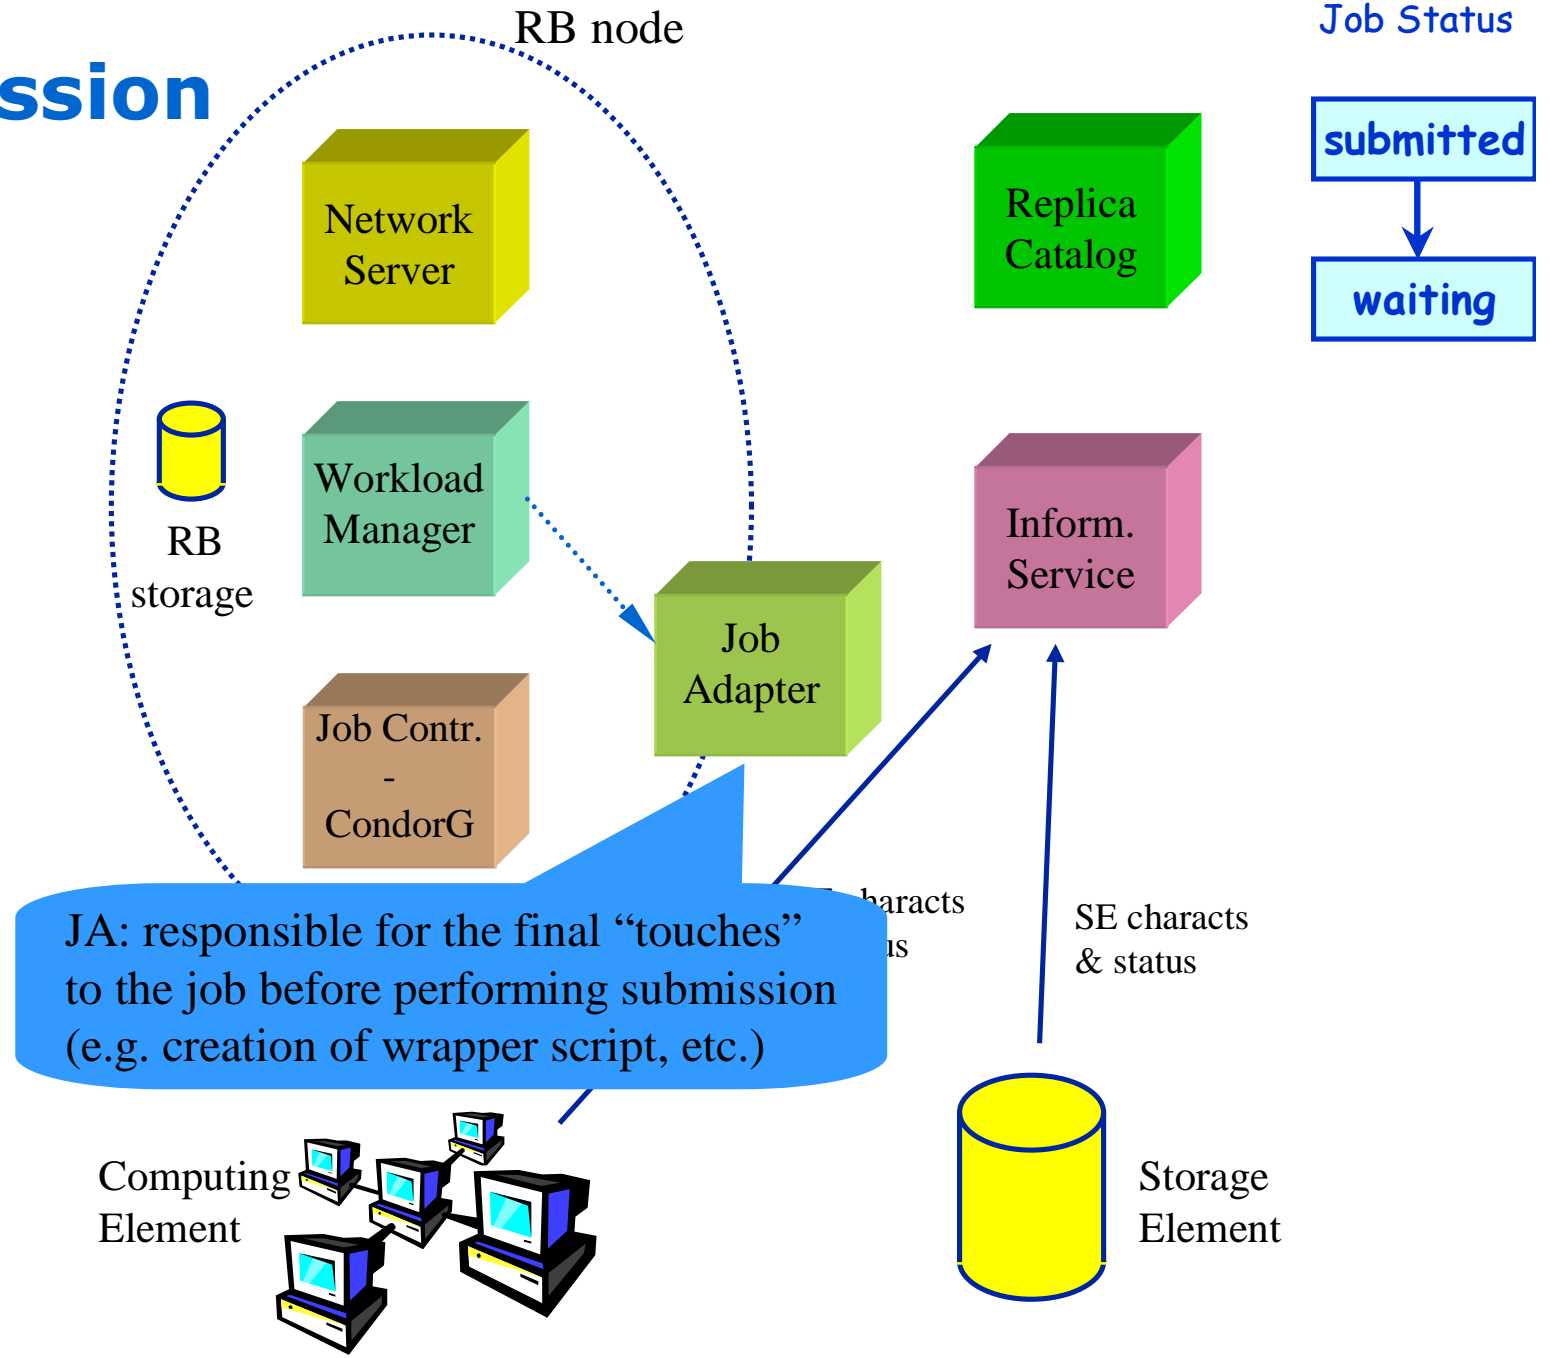 RB node
Job Status
ssion
submitted
Network
Server
Replica
Catalog
waiting
Workload
Manager
RB
storage
Inform.
Service
Job
Adapter
Job Contr.
-
CondorG
SE characts
& status
JA: responsible for the final “touches”
to the job before performing submission
(e.g. creation of wrapper script, etc.)
Computing
Element
Storage
Element